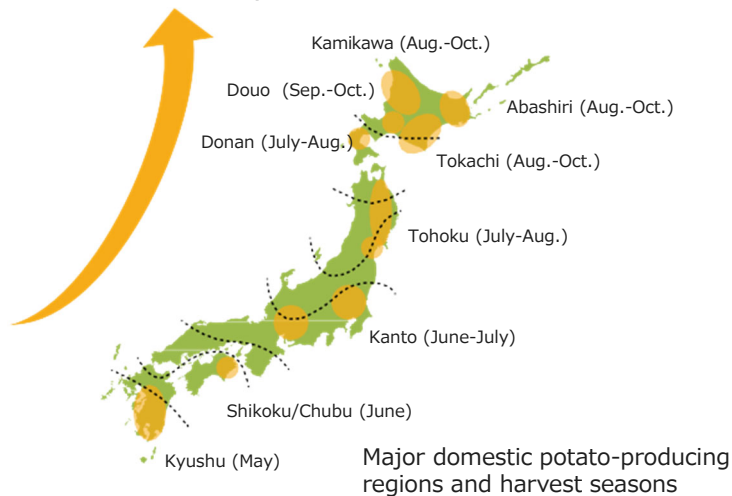 Kamikawa (Aug.-Oct.)
Douo (Sep.-Oct.)
Abashiri (Aug.-Oct.)
Donan (July-Aug.)
Tokachi (Aug.-Oct.)
Tohoku (July-Aug.)
Kanto (June-July)
Shikoku/Chubu (June)
Kyushu (May)
Major domestic potato-producing
regions and harvest seasons